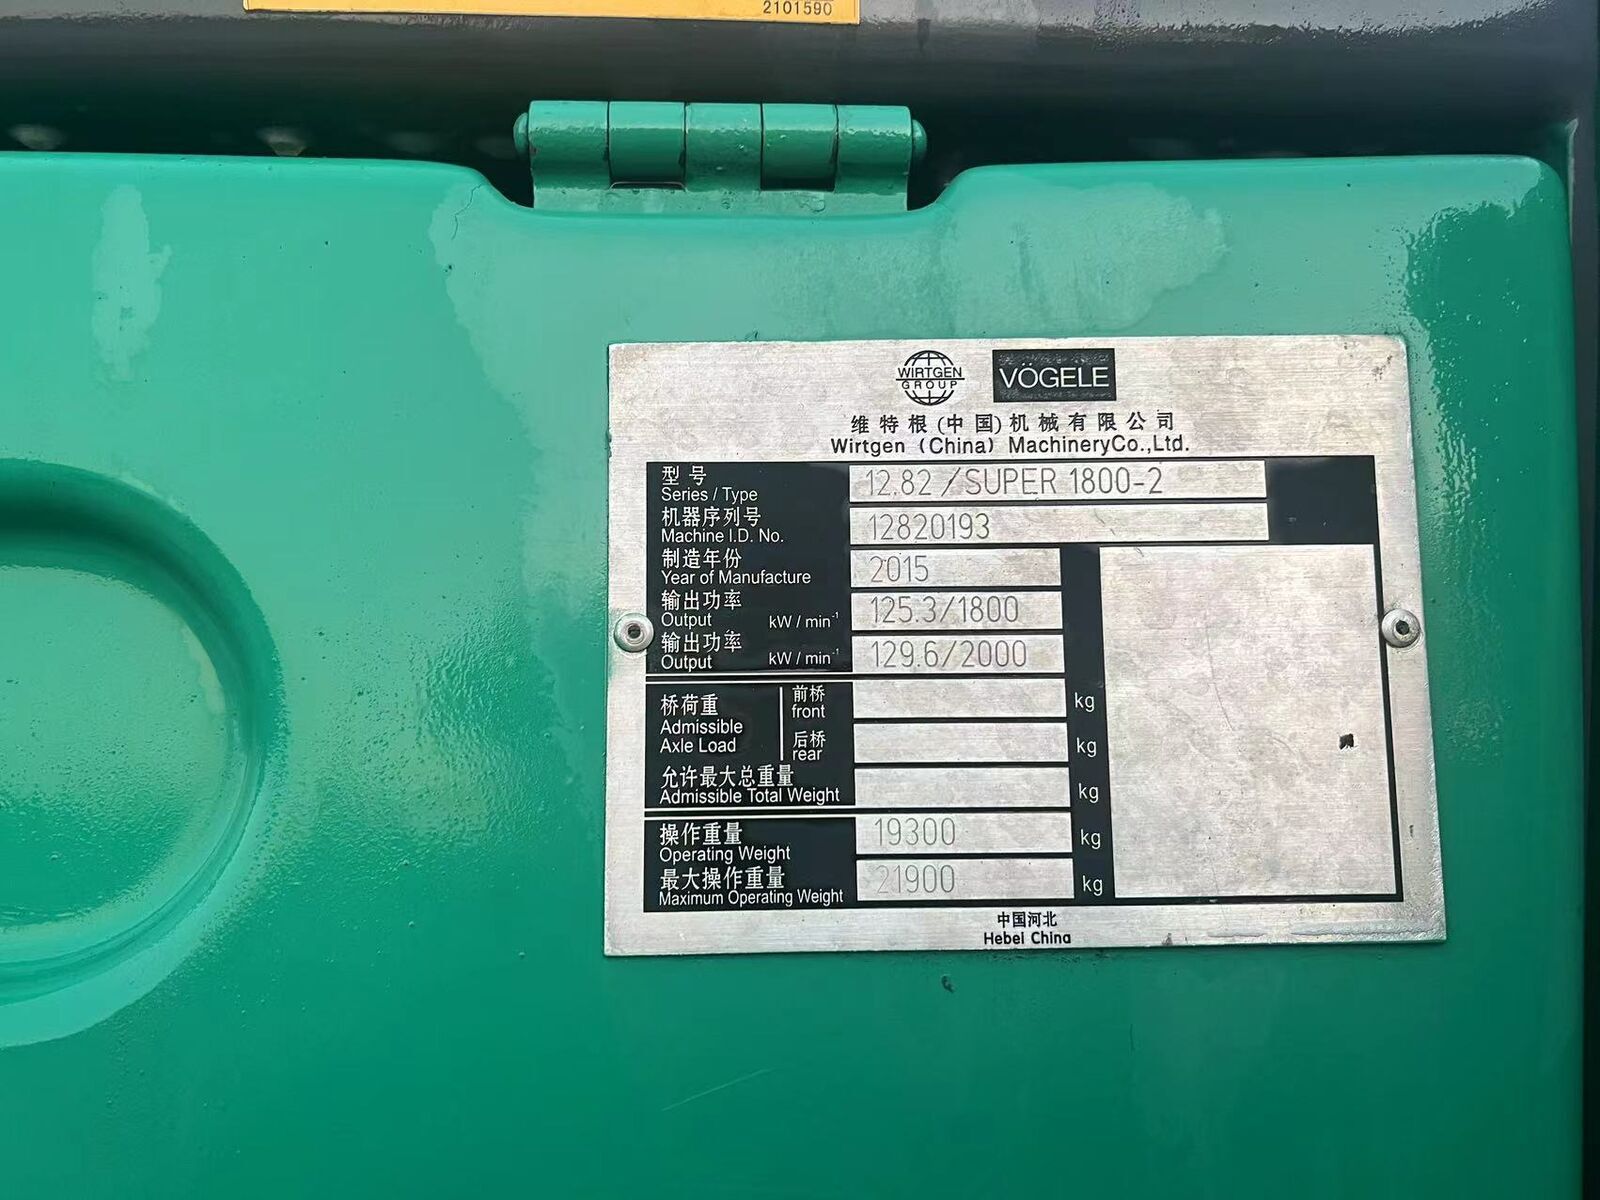 2101590
WIRTGEN
GROUP
VÖGELE
维特根(中国)机械有限公司
Wirtgen (China) MachineryCo.,Ltd.
型号
Series / Type
12.82 / SUPER 1800-2
机器序列号
Machine I.D. No.
12820193
制造年份
Year of Manufacture
2015
输出功率
Output kW / min⁻¹
125.3/1800
输出功率
Output kW / min⁻¹
129.6/2000
桥荷重
Admissible
Axle Load
前桥
front
kg
后桥
rear
kg
允许最大总重量
Admissible Total Weight
kg
操作重量
Operating Weight
19300 kg
最大操作重量
Maximum Operating Weight
21900 kg
中国河北
Hebei China